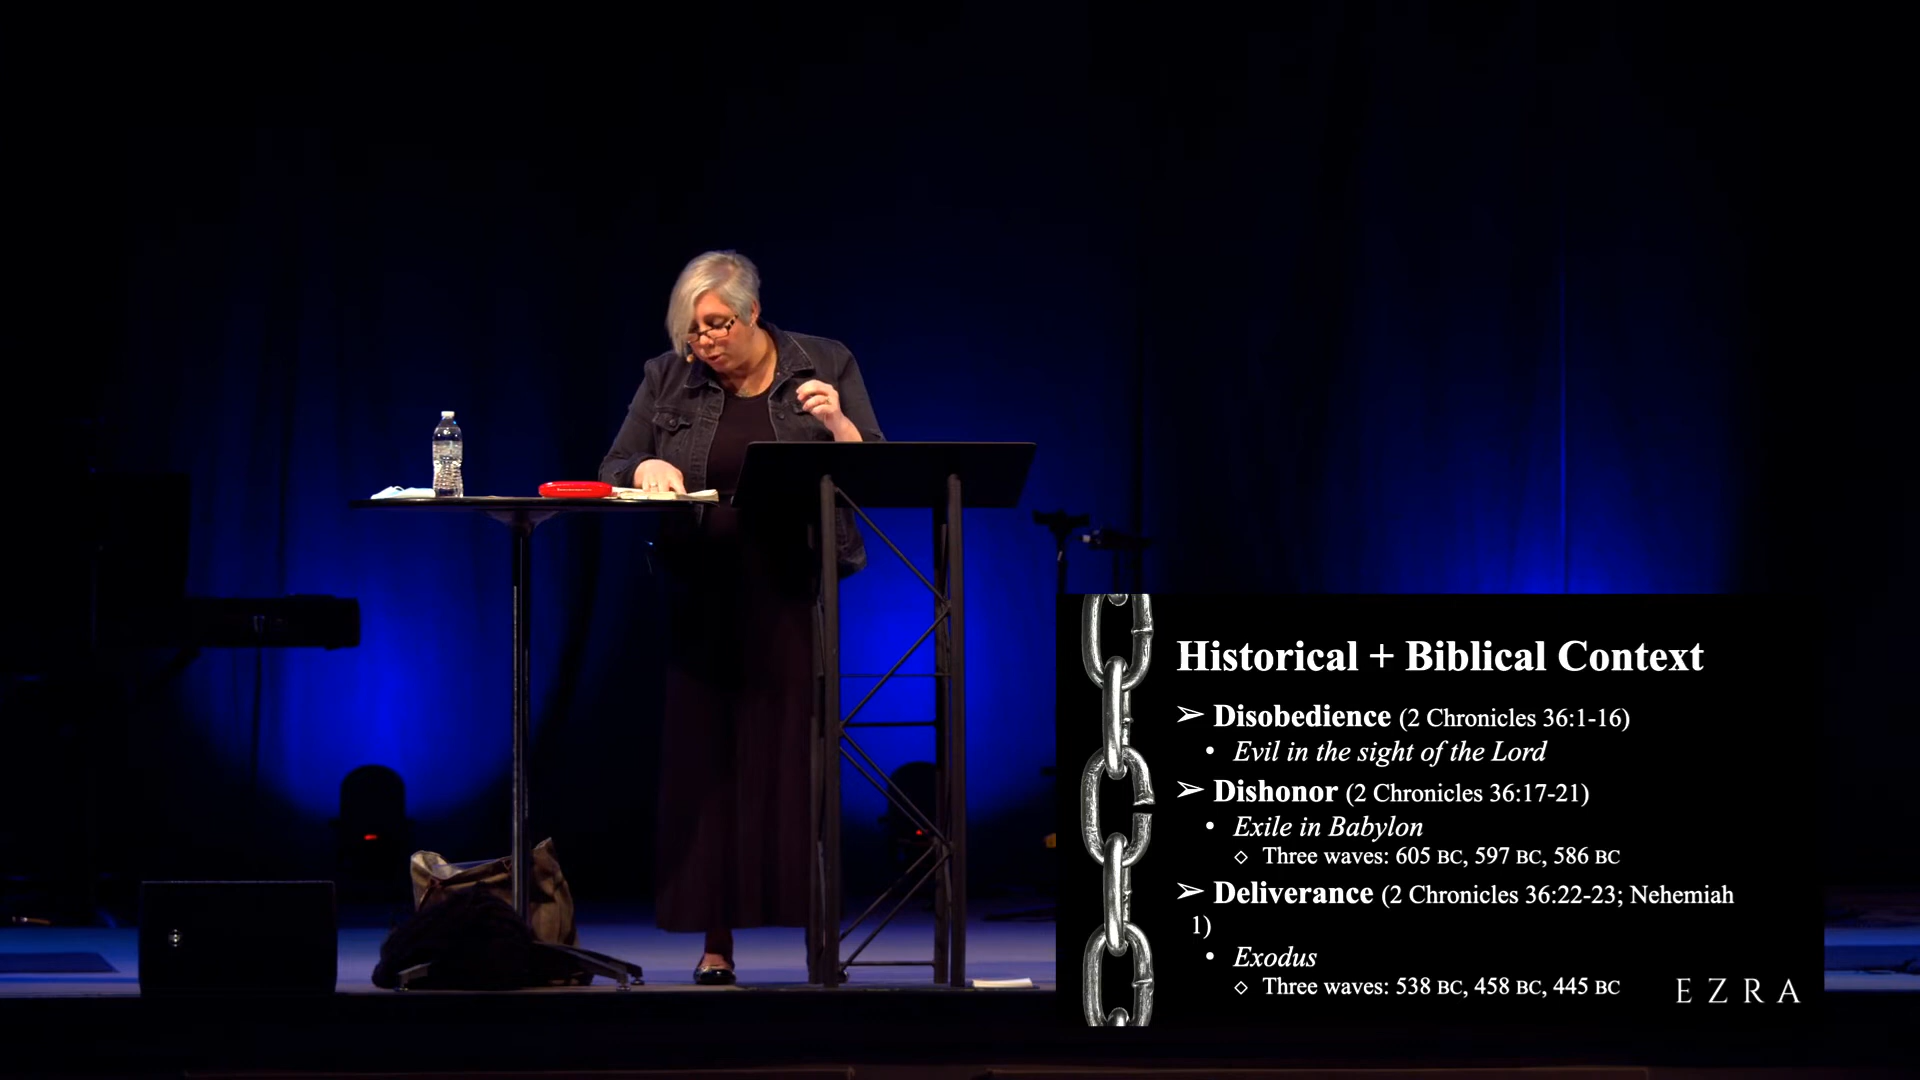 Historical + Biblical Context
➢ Disobedience (2 Chronicles 36:1-16)
• Evil in the sight of the Lord
➢ Dishonor (2 Chronicles 36:17-21)
• Exile in Babylon
◇ Three waves: 605 BC, 597 BC, 586 BC
➢ Deliverance (2 Chronicles 36:22-23; Nehemiah
1)
• Exodus
◇ Three waves: 538 BC, 458 BC, 445 BC
EZRA